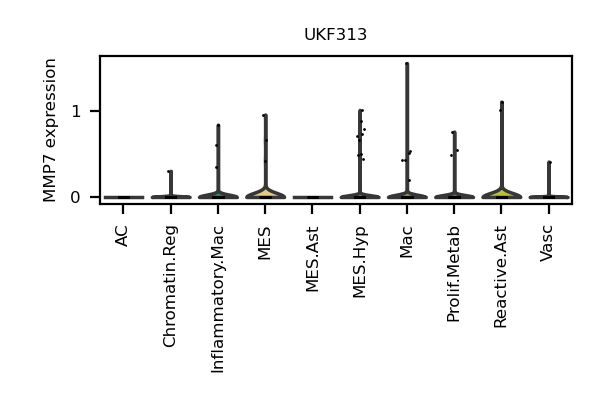 UKF313
MMP7 expression
1
0
AC
Chromatin.Reg
Inflammatory.Mac
MES
MES.Ast
MES.Hyp
Mac
Prolif.Metab
Reactive.Ast
Vasc